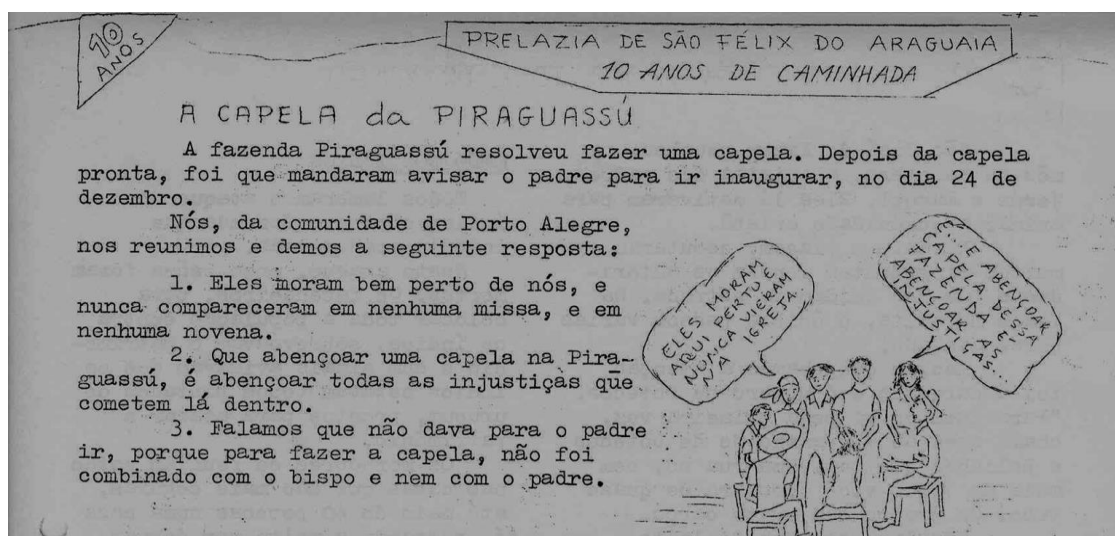 10
ANOS
PRELAZIA DE SÃO FÉLIX DO ARAGUAIA
10 ANOS DE CAMINHADA
A CAPELA da PIRAGUASSÚ
A fazenda Piraguassú resolveu fazer uma capela. Depois da capela
pronta, foi que mandaram avisar o padre para ir inaugurar, no dia 24 de
dezembro.
Nós, da comunidade de Porto Alegre,
nos reunimos e demos a seguinte resposta:
1. Eles moram bem perto de nós, e
nunca compareceram em nenhuma missa, e em
nenhuma novena.
2. Que abençoar uma capela na Pira-
guassú, é abençoar todas as injustiças que
cometem lá dentro.
3. Falamos que não dava para o padre
ir, porque para fazer a capela, não foi
combinado com o bispo e nem com o padre.
ELES MORAM
AQUI PERTU E
NUNCA VIERAM
NA IGREJA
É... E ABENÇOAR
CAPELA DESSA
FAZENDA É
ABENÇOAR AS
INJUSTIÇAS...